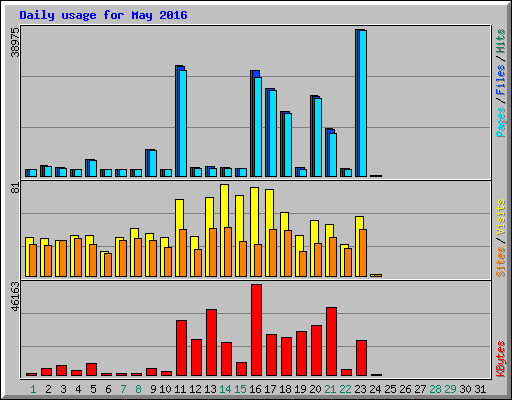 Daily usage for May 2016
38975
Pages / Files / Hits
81
Sites / Visits
46163
KBytes
1 2 3 4 5 6 7 8 9 10 11 12 13 14 15 16 17 18 19 20 21 22 23 24 25 26 27 28 29 30 31